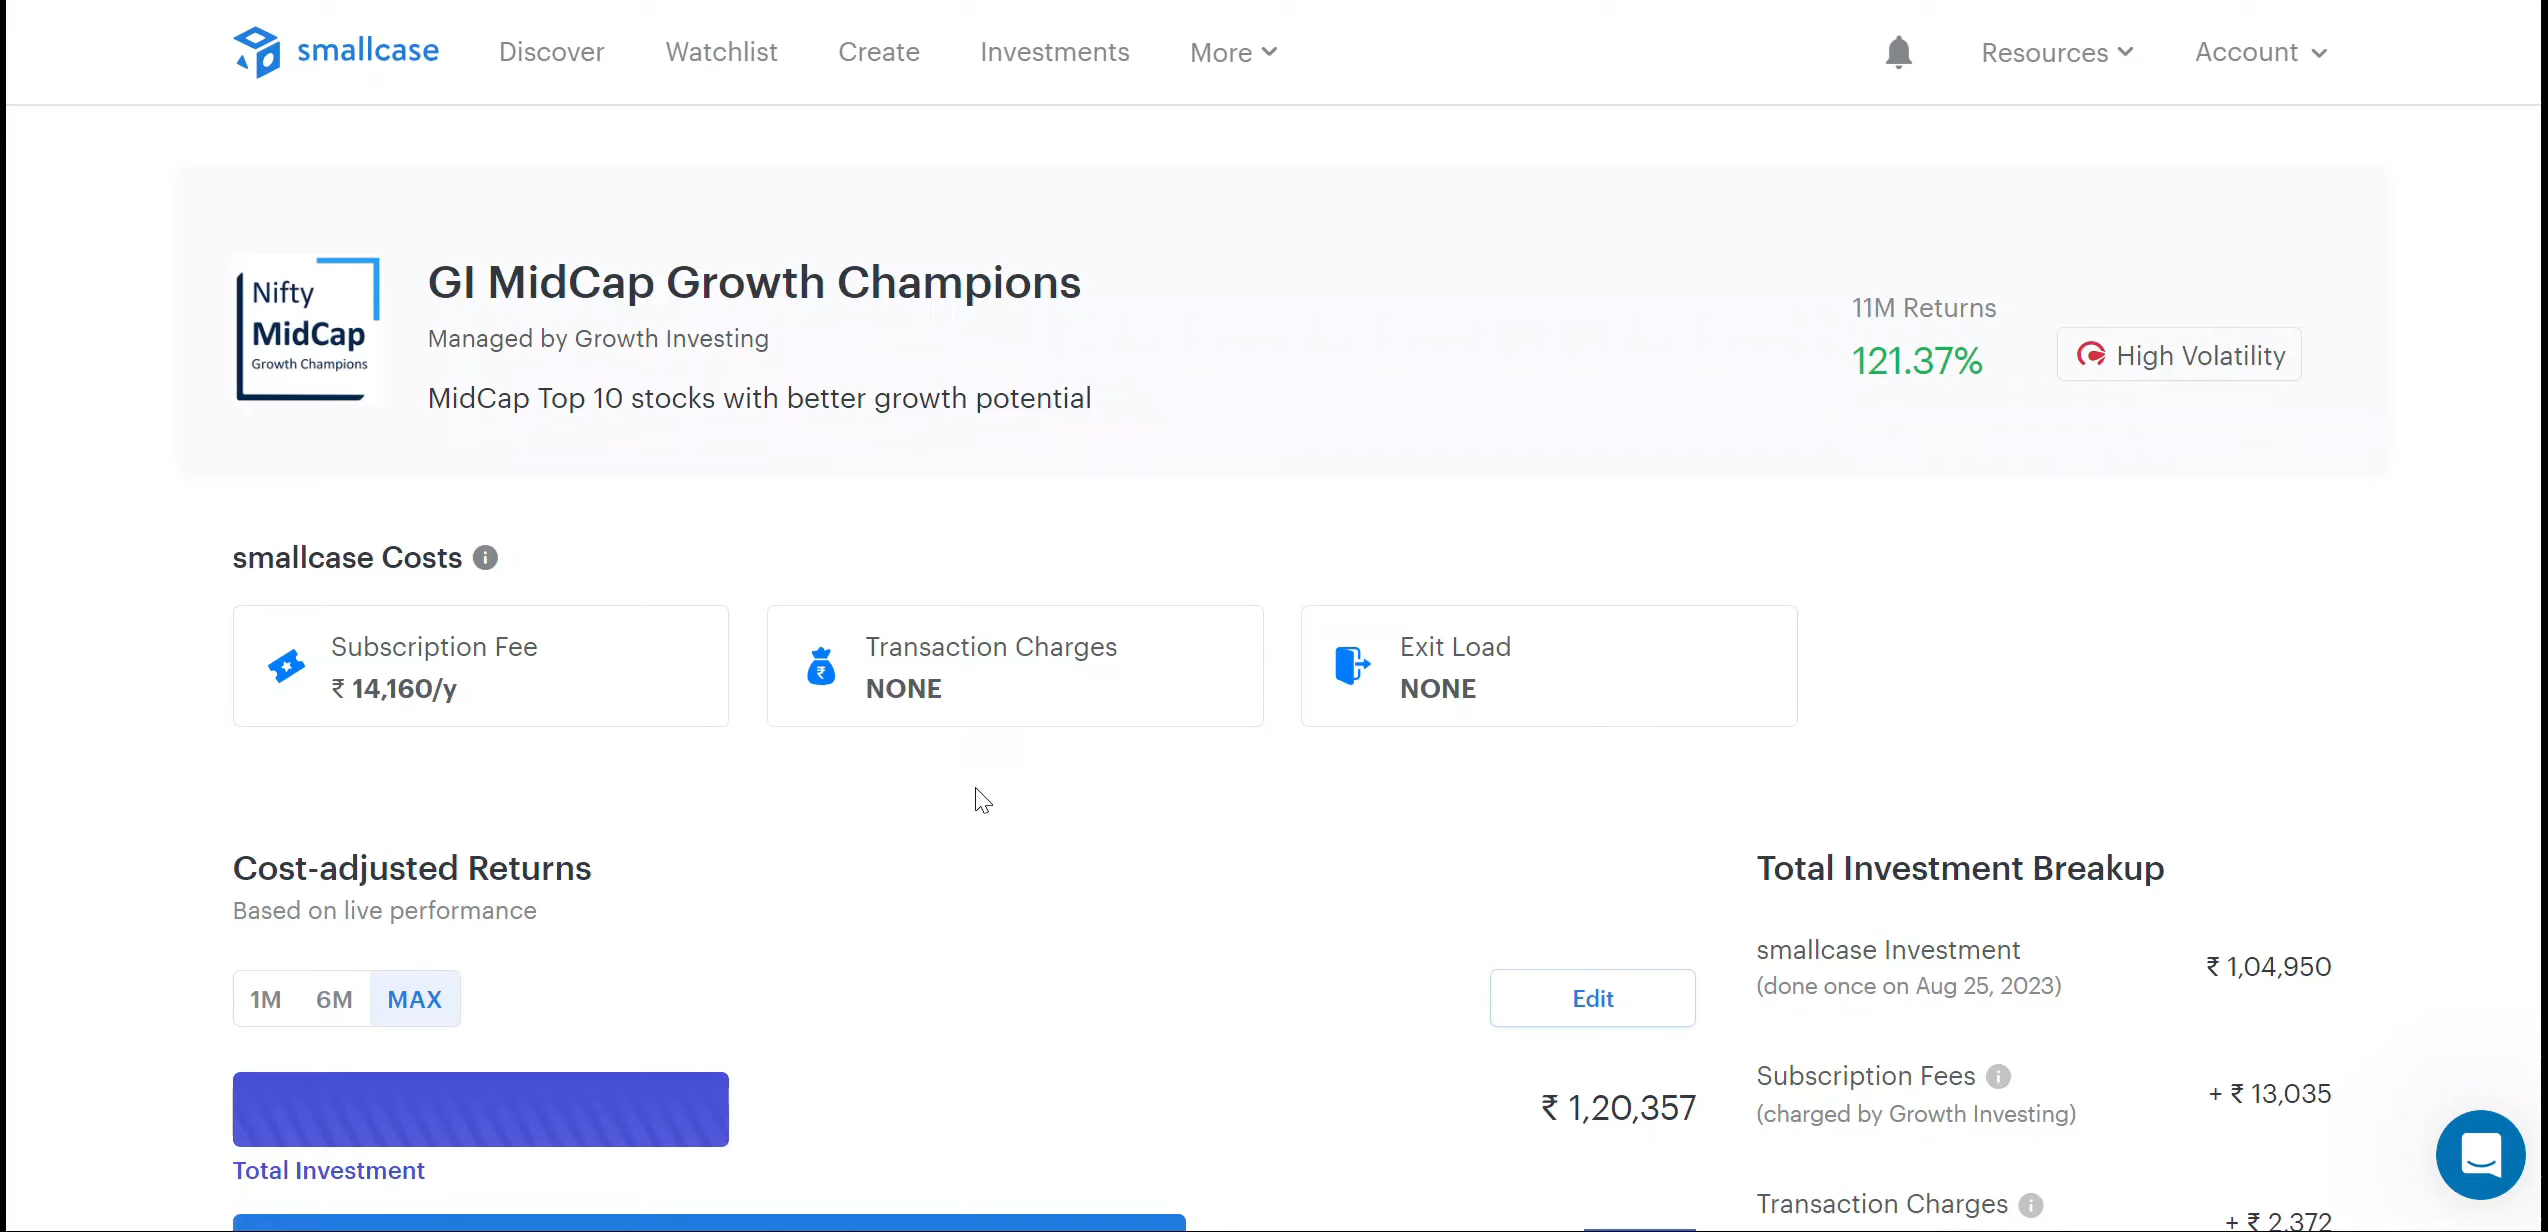 smallcase Discover Watchlist Create Investments More Resources Account
Nifty
MidCap
Growth Champions
GI MidCap Growth Champions
Managed by Growth Investing
MidCap Top 10 stocks with better growth potential
11M Returns
121.37%
High Volatility
smallcase Costs
Subscription Fee
₹ 14,160/y
Transaction Charges
NONE
Exit Load
NONE
Cost-adjusted Returns
Based on live performance
1M 6M MAX
Edit
₹ 1,20,357
Total Investment
Total Investment Breakup
smallcase Investment
(done once on Aug 25, 2023)
₹ 1,04,950
Subscription Fees
(charged by Growth Investing)
+ ₹ 13,035
Transaction Charges
+ ₹ 2,372